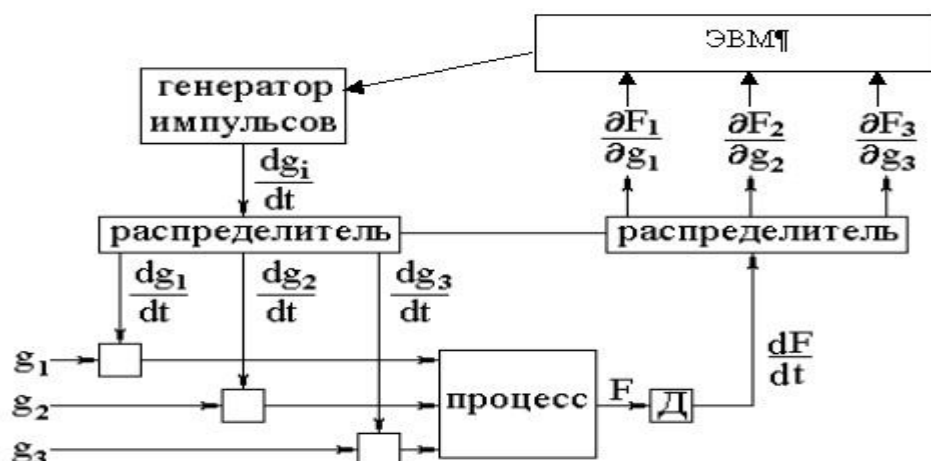 ЭВМ¶
генератор
импульсов
∂F₁
∂g₁
∂F₂
∂g₂
∂F₃
∂g₃
dgᵢ
dt
распределитель
распределитель
dg₁
dt
dg₂
dt
dg₃
dt
dF
dt
g₁
g₂
g₃
процесс
F
Д